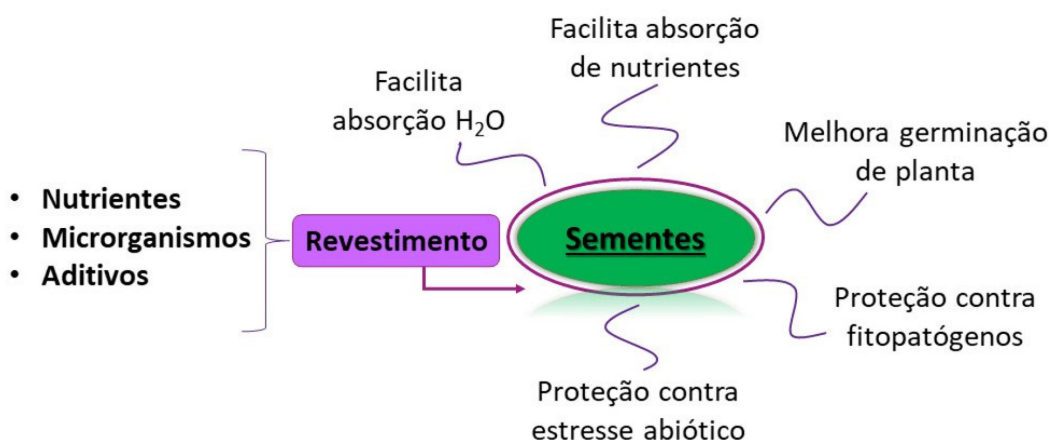 • Nutrientes
• Microrganismos
• Aditivos
Revestimento
Sementes
Facilita
absorção H₂O
Facilita absorção
de nutrientes
Melhora germinação
de planta
Proteção contra
fitopatógenos
Proteção contra
estresse abiótico